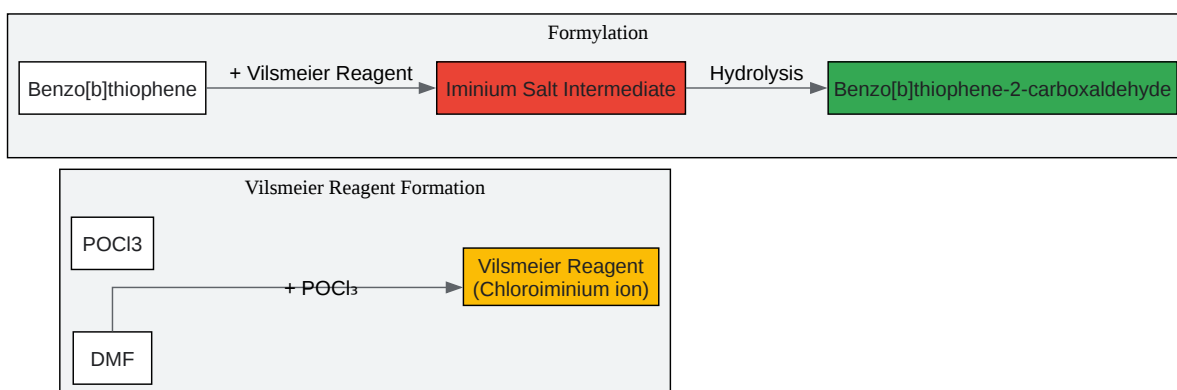 Formylation
Benzo[b]thiophene
+ Vilsmeier Reagent
Iminium Salt Intermediate
Hydrolysis
Benzo[b]thiophene-2-carboxaldehyde
Vilsmeier Reagent Formation
POCl3
DMF
+ POCl₃
Vilsmeier Reagent
(Chloroiminium ion)